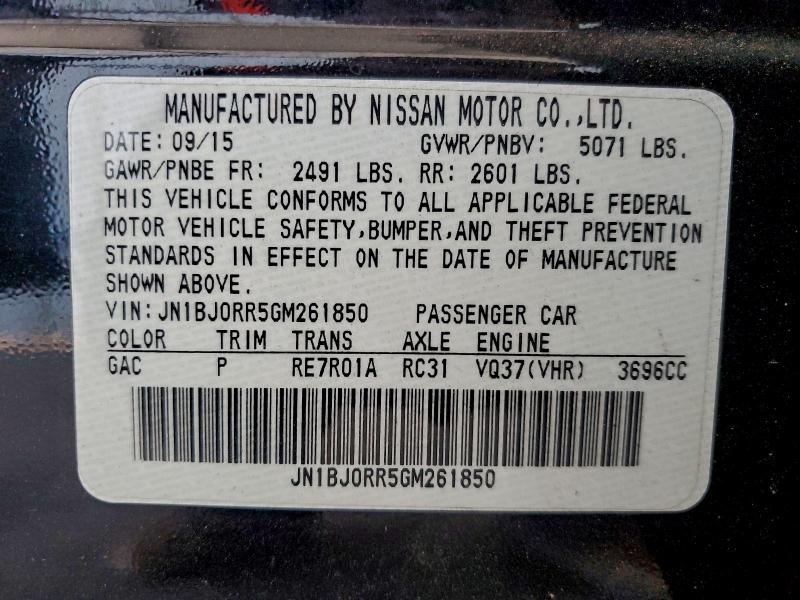 MANUFACTURED BY NISSAN MOTOR CO.,LTD.
DATE: 09/15 GVWR/PNBV: 5071 LBS.
GAWR/PNBE FR: 2491 LBS. RR: 2601 LBS.
THIS VEHICLE CONFORMS TO ALL APPLICABLE FEDERAL
MOTOR VEHICLE SAFETY,BUMPER,AND THEFT PREVENTION
STANDARDS IN EFFECT ON THE DATE OF MANUFACTURE
SHOWN ABOVE.
VIN:JN1BJ0RR5GM261850 PASSENGER CAR
COLOR TRIM TRANS AXLE ENGINE
GAC P RE7R01A RC31 VQ37(VHR) 3696CC
JN1BJ0RR5GM261850